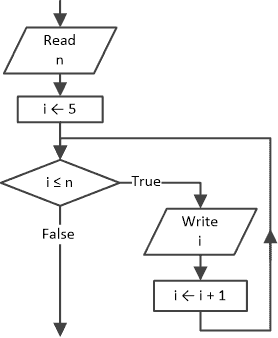 Read
n
i ← 5
i ≤ n
True
Write
i
False
i ← i + 1